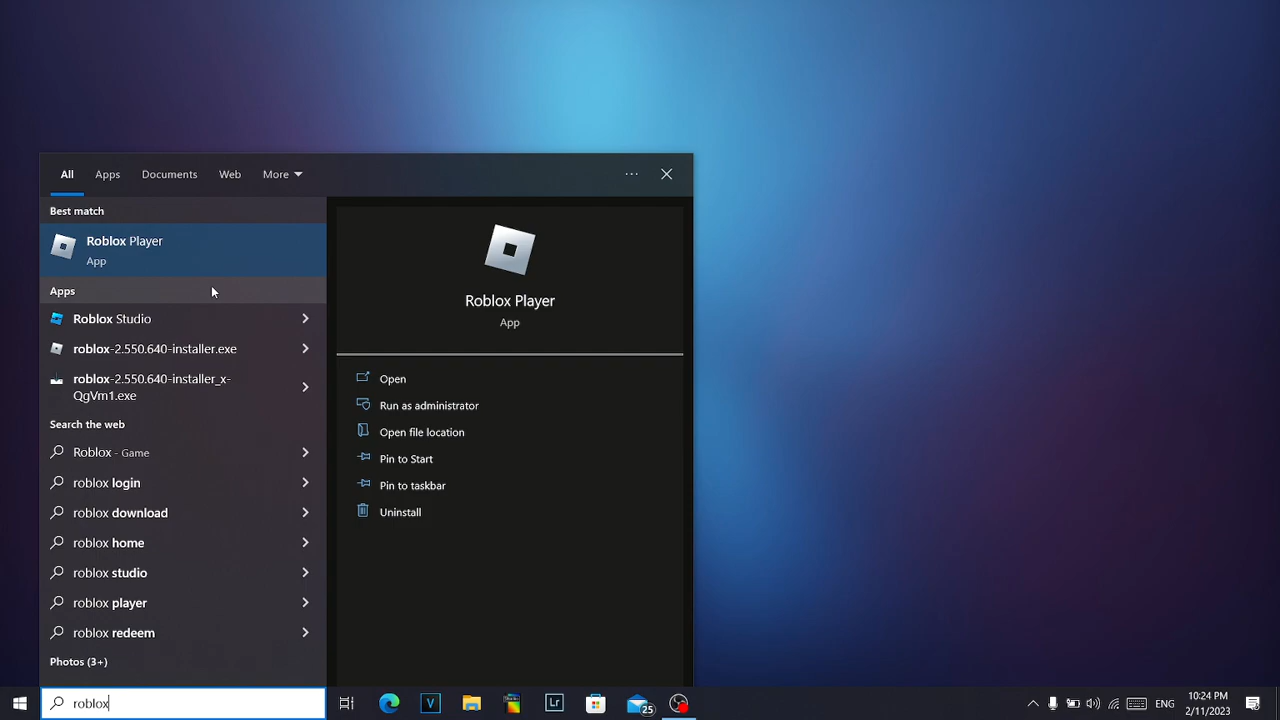 All Apps Documents Web More
Best match
Roblox Player
App
Apps
Roblox Studio
roblox-2.550.640-installer.exe
roblox-2.550.640-installer_x-
QgVm1.exe
Search the web
Roblox - Game
roblox login
roblox download
roblox home
roblox studio
roblox player
roblox redeem
Photos (3+)
Roblox Player
App
Open
Run as administrator
Open file location
Pin to Start
Pin to taskbar
Uninstall
roblox
V
Lr
25
ENG
10:24 PM
2/11/2023